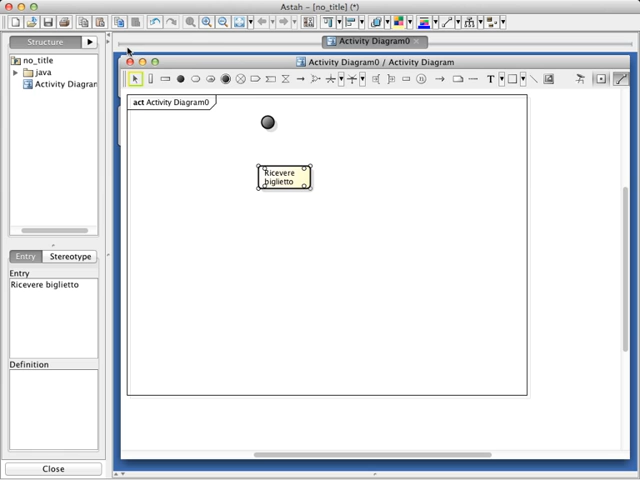 Astah - [no_title] (*)
Structure
Activity Diagram0
no_title
java
Activity Diagram
Activity Diagram0 / Activity Diagram
T
act Activity Diagram0
Ricevere
biglietto
Entry
Stereotype
Entry
Ricevere biglietto
Definition
Close